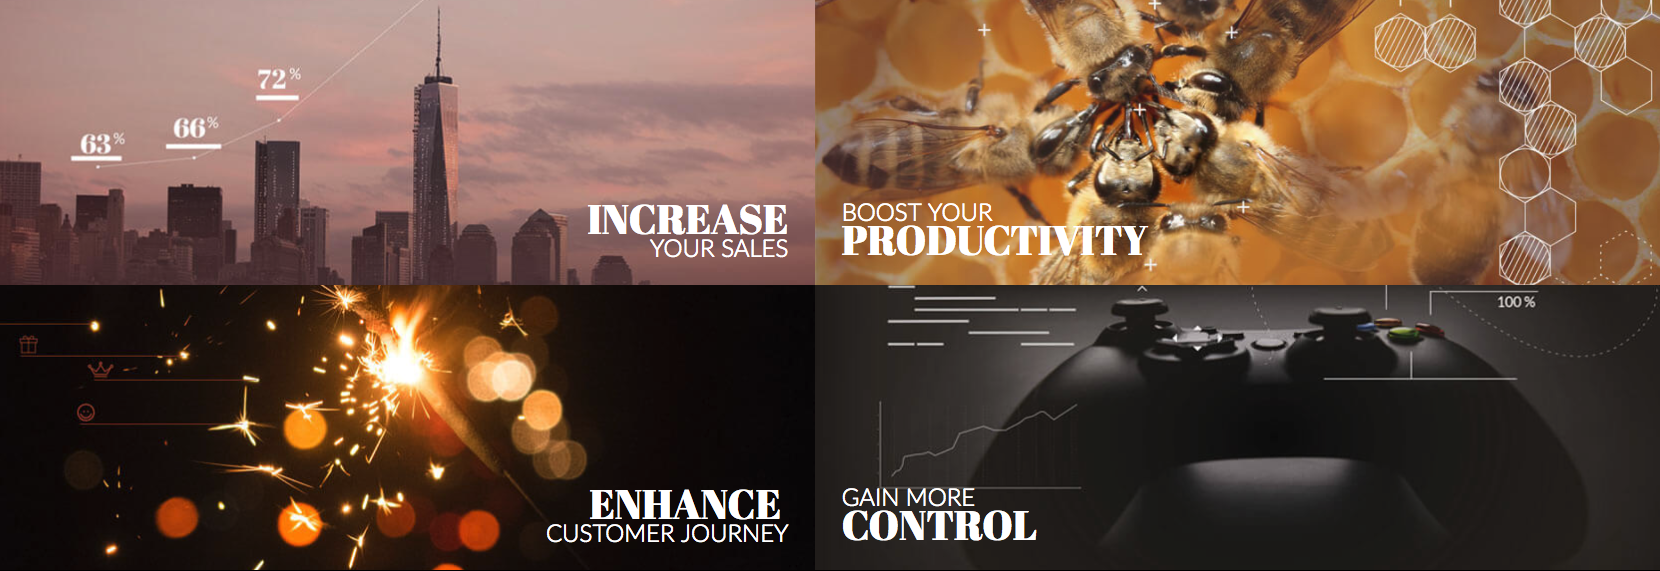 63%
66%
72%
INCREASE
YOUR SALES
BOOST YOUR
PRODUCTIVITY
ENHANCE
CUSTOMER JOURNEY
100 %
GAIN MORE
CONTROL